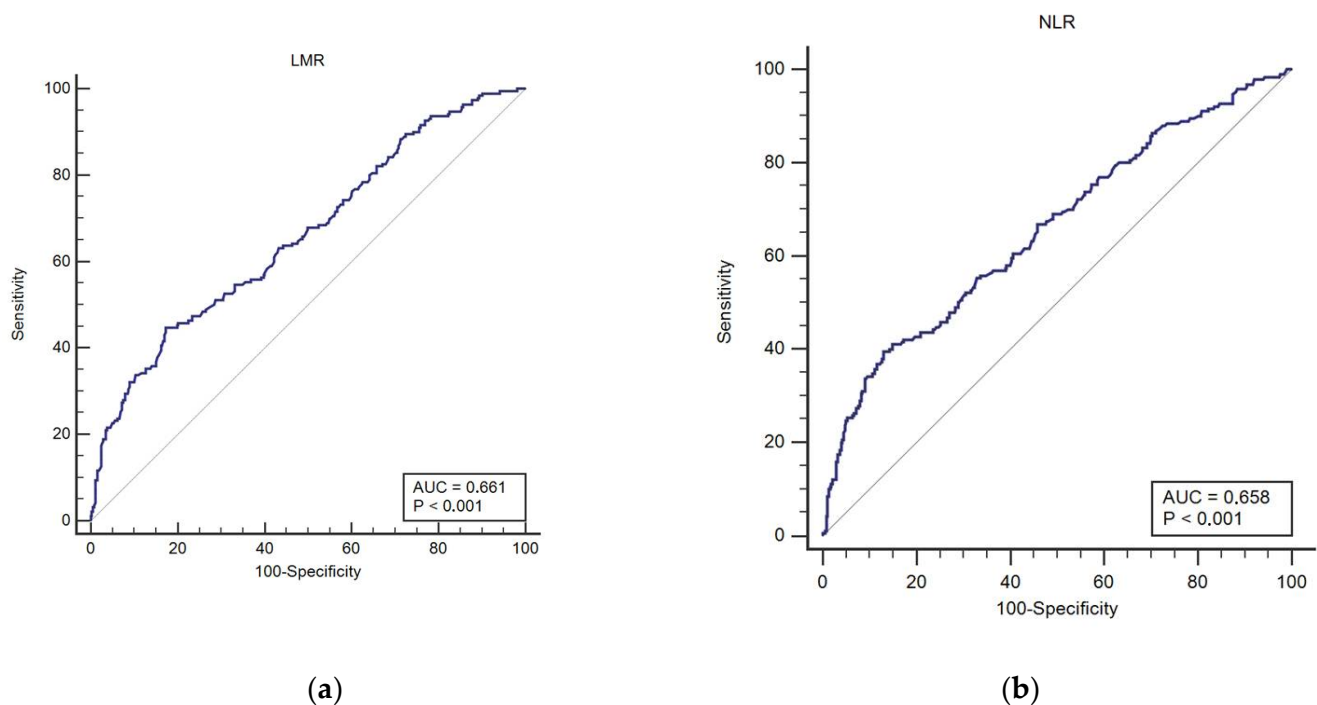 LMR
100
80
60
40
20
0
Sensitivity
0 20 40 60 80 100
100-Specificity
AUC = 0.661
P < 0.001
(a)
NLR
100
80
60
40
20
0
Sensitivity
0 20 40 60 80 100
100-Specificity
AUC = 0.658
P < 0.001
(b)